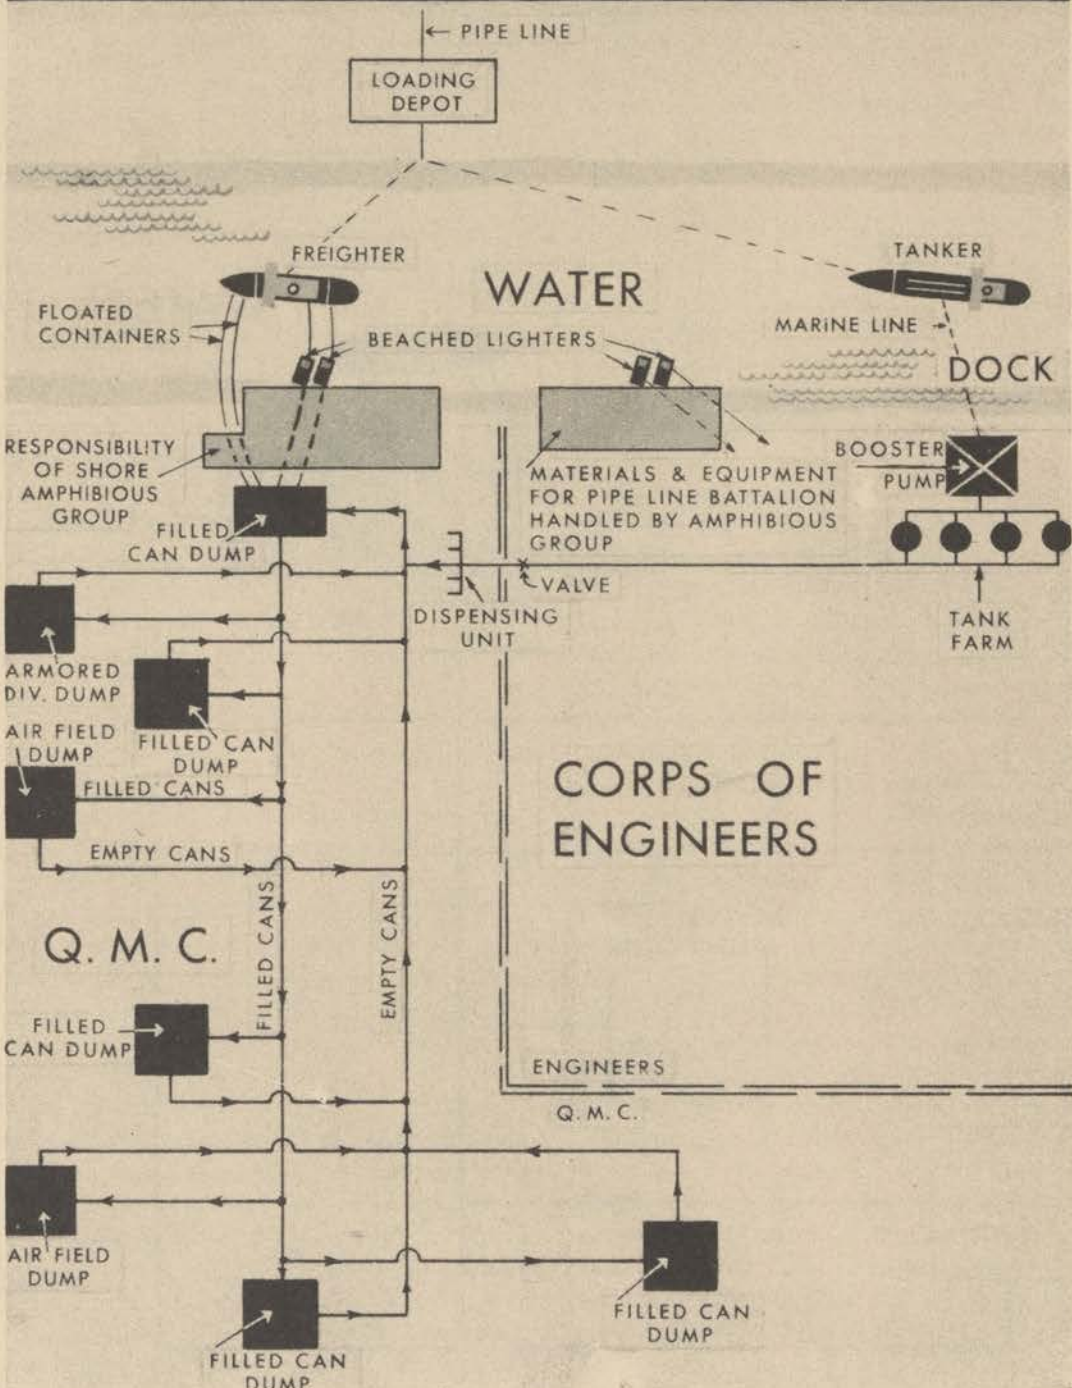 PIPE LINE
LOADING
DEPOT
FREIGHTER
WATER
TANKER
FLOATED
CONTAINERS
BEACHED LIGHTERS
MARINE LINE
DOCK
RESPONSIBILITY
OF SHORE
AMPHIBIOUS
GROUP
MATERIALS & EQUIPMENT
FOR PIPE LINE BATTALION
HANDLED BY AMPHIBIOUS
GROUP
BOOSTER
PUMP
FILLED
CAN DUMP
VALVE
DISPENSING
UNIT
TANK
FARM
ARMORED
DIV. DUMP
AIR FIELD
DUMP
FILLED CAN
DUMP
FILLED CANS
EMPTY CANS
CORPS OF
ENGINEERS
FILLED CANS
EMPTY CANS
Q. M. C.
FILLED
CAN DUMP
ENGINEERS
Q. M. C.
AIR FIELD
DUMP
FILLED CAN
DUMP
FILLED CAN
DUMP